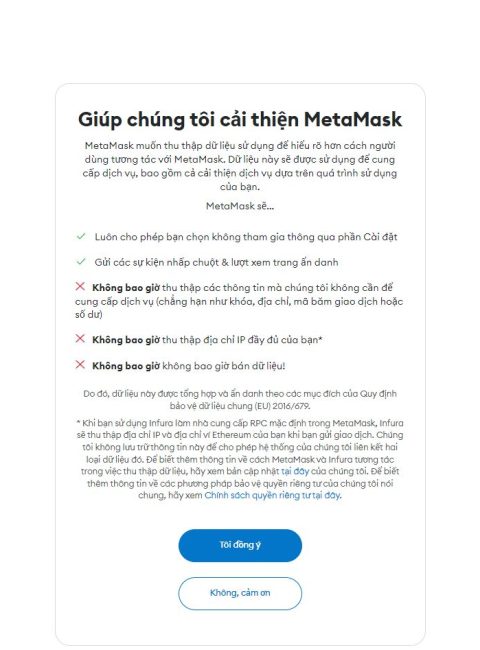 Giúp chúng tôi cải thiện MetaMask
MetaMask muốn thu thập dữ liệu sử dụng để hiểu rõ hơn cách người
dùng tương tác với MetaMask. Dữ liệu này sẽ được sử dụng để cung
cấp dịch vụ, bao gồm cả cải thiện dịch vụ dựa trên quá trình sử dụng
của bạn.
MetaMask sẽ...
Luôn cho phép bạn chọn không tham gia thông qua phần Cài đặt
Gửi các sự kiện nhấp chuột & lượt xem trang ẩn danh
Không bao giờ thu thập các thông tin mà chúng tôi không cần để
cung cấp dịch vụ (chẳng hạn như khóa, địa chỉ, mã băm giao dịch hoặc
số dư)
Không bao giờ thu thập địa chỉ IP đầy đủ của bạn*
Không bao giờ không bao giờ bán dữ liệu!
Do đó, dữ liệu này được tổng hợp và ẩn danh theo các mục đích của Quy định
bảo vệ dữ liệu chung (EU) 2016/679.
* Khi bạn sử dụng Infura làm nhà cung cấp RPC mặc định trong MetaMask, Infura
sẽ thu thập địa chỉ IP và địa chỉ ví Ethereum của bạn khi bạn gửi giao dịch. Chúng
tôi không lưu trữ thông tin này để cho phép hệ thống của chúng tôi liên kết hai
loại dữ liệu đó. Để biết thêm thông tin về cách MetaMask và Infura tương tác
trong việc thu thập dữ liệu, hãy xem bản cập nhật tại đây của chúng tôi. Để biết
thêm thông tin về các phương pháp bảo vệ quyền riêng tư của chúng tôi nói
chung, hãy xem Chính sách quyền riêng tư tại đây.
Tôi đồng ý
Không, cảm ơn